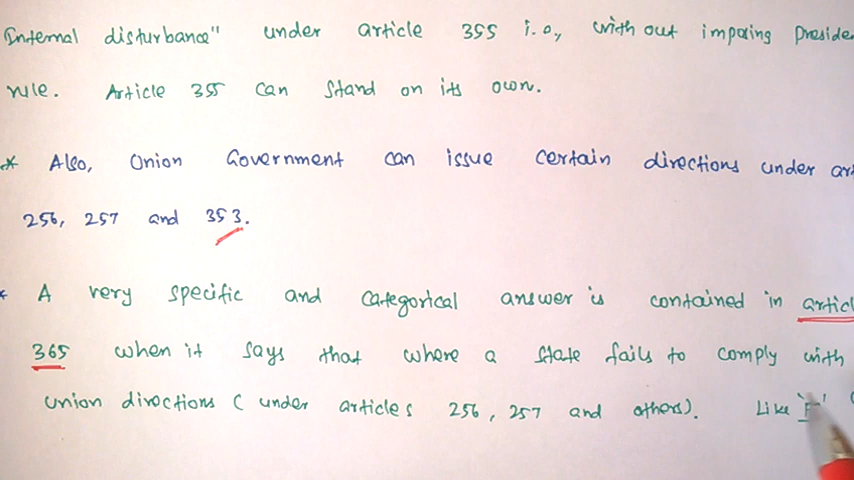 Internal disturbance" under article 355 i.e., with out imposing Preside
rule. Article 355 can stand on its own.
* Also, Union Government can issue certain directions under art
256, 257 and 353.
* A very specific and categorical answer is contained in articl
365 when it says that where a state fails to comply with
union directions ( under articles 256, 257 and others). Like